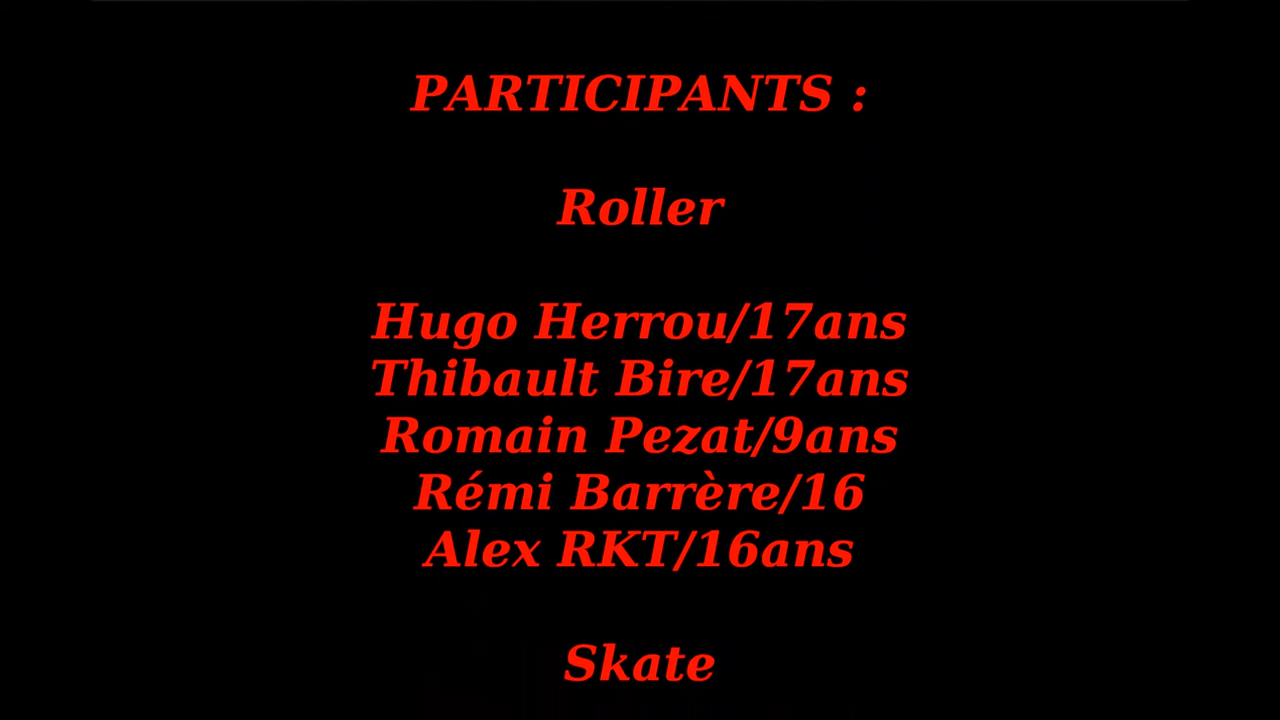 PARTICIPANTS :
Roller
Hugo Herrou/17ans
Thibault Bire/17ans
Romain Pezat/9ans
Rémi Barrère/16
Alex RKT/16ans
Skate